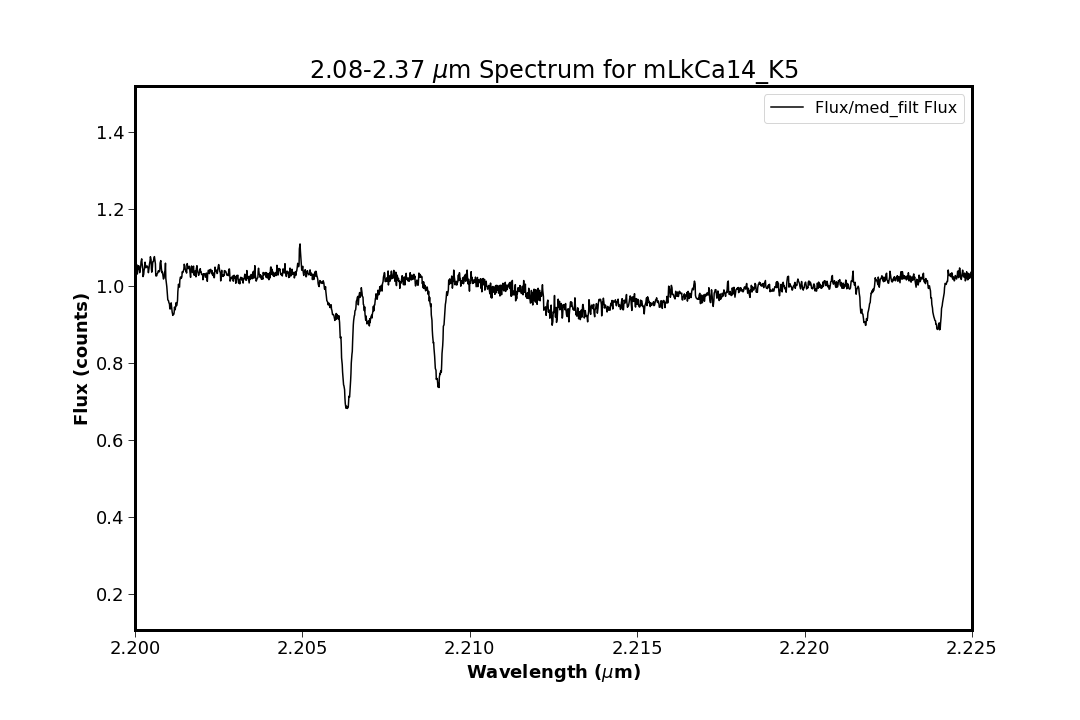 2.08-2.37 μm Spectrum for mLkCa14_K5
Flux/med_filt Flux
1.4
1.2
1.0
0.8
0.6
0.4
0.2
Flux (counts)
2.200 2.205 2.210 2.215 2.220 2.225
Wavelength (μm)